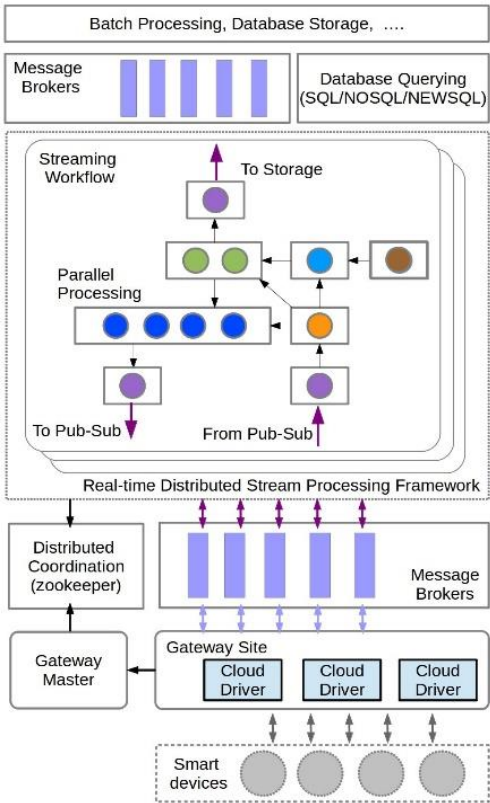 Batch Processing, Database Storage, ….
Message
Brokers
Database Querying
(SQL/NOSQL/NEWSQL)
Streaming
Workflow
To Storage
Parallel
Processing
To Pub-Sub
From Pub-Sub
Real-time Distributed Stream Processing Framework
Distributed
Coordination
(zookeeper)
Message
Brokers
Gateway
Master
Gateway Site
Cloud
Driver
Cloud
Driver
Cloud
Driver
Smart
devices